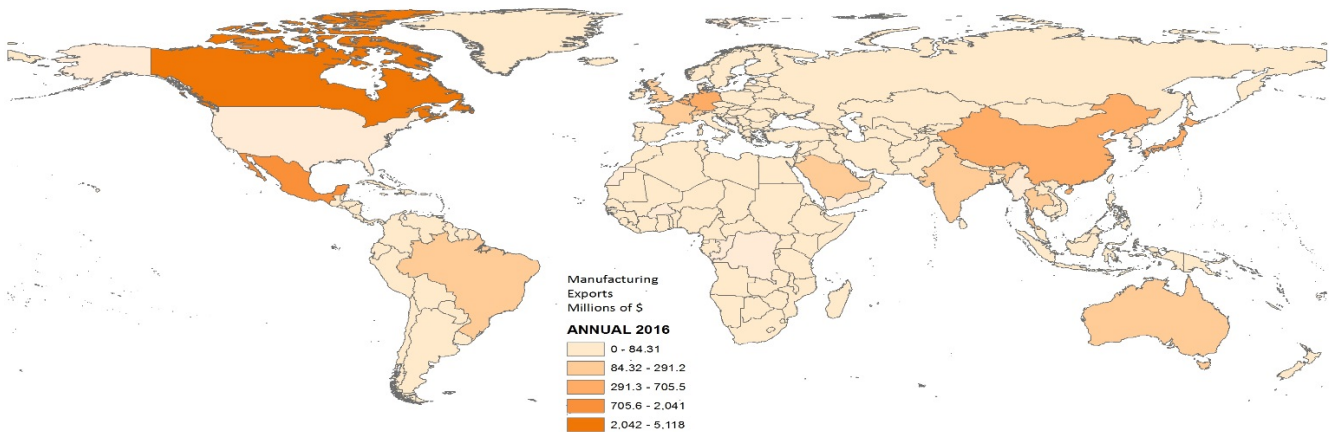 Manufacturing
Exports
Millions of $
ANNUAL 2016
0 - 84.31
84.32 - 291.2
291.3 - 705.5
705.6 - 2,041
2,042 - 5,118